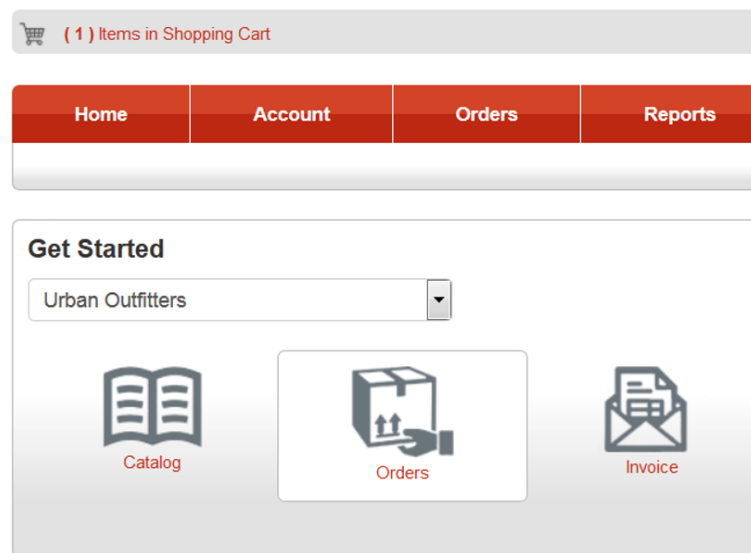 ( 1 ) Items in Shopping Cart
Home Account Orders Reports
Get Started
Urban Outfitters
Catalog Orders Invoice